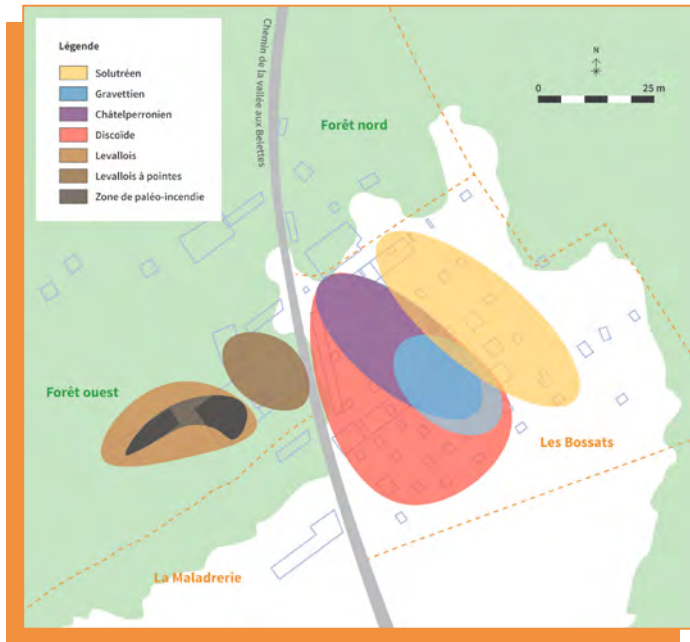 Légende
Solutréen
Gravettien
Châtelperronien
Discoïde
Levallois
Levallois à pointes
Zone de paléo-incendie
Chemin de la vallée aux Belettes
Forêt nord
N
0 25 m
Forêt ouest
Les Bossats
La Maladrerie